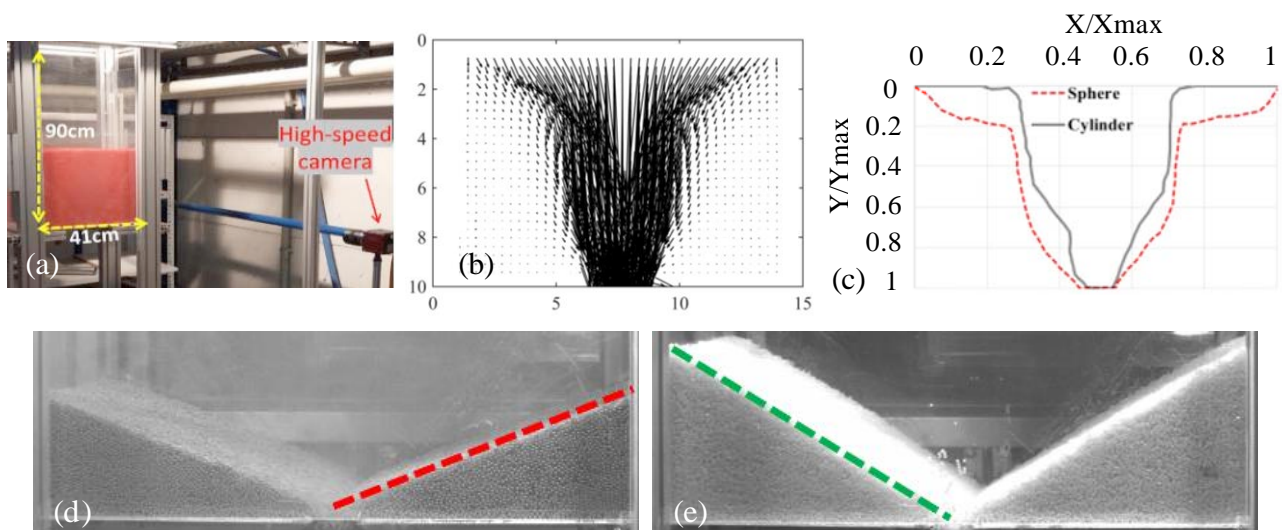 90cm
41cm
High-speed
camera
(a)
0
2
4
6
8
10
(b)
0
5
10
15
X/Xmax
0
0.2
0.4
0.6
0.8
1
Y/Ymax
0
0.2
0.4
0.6
0.8
1
Sphere
Cylinder
(c)
(d)
(e)